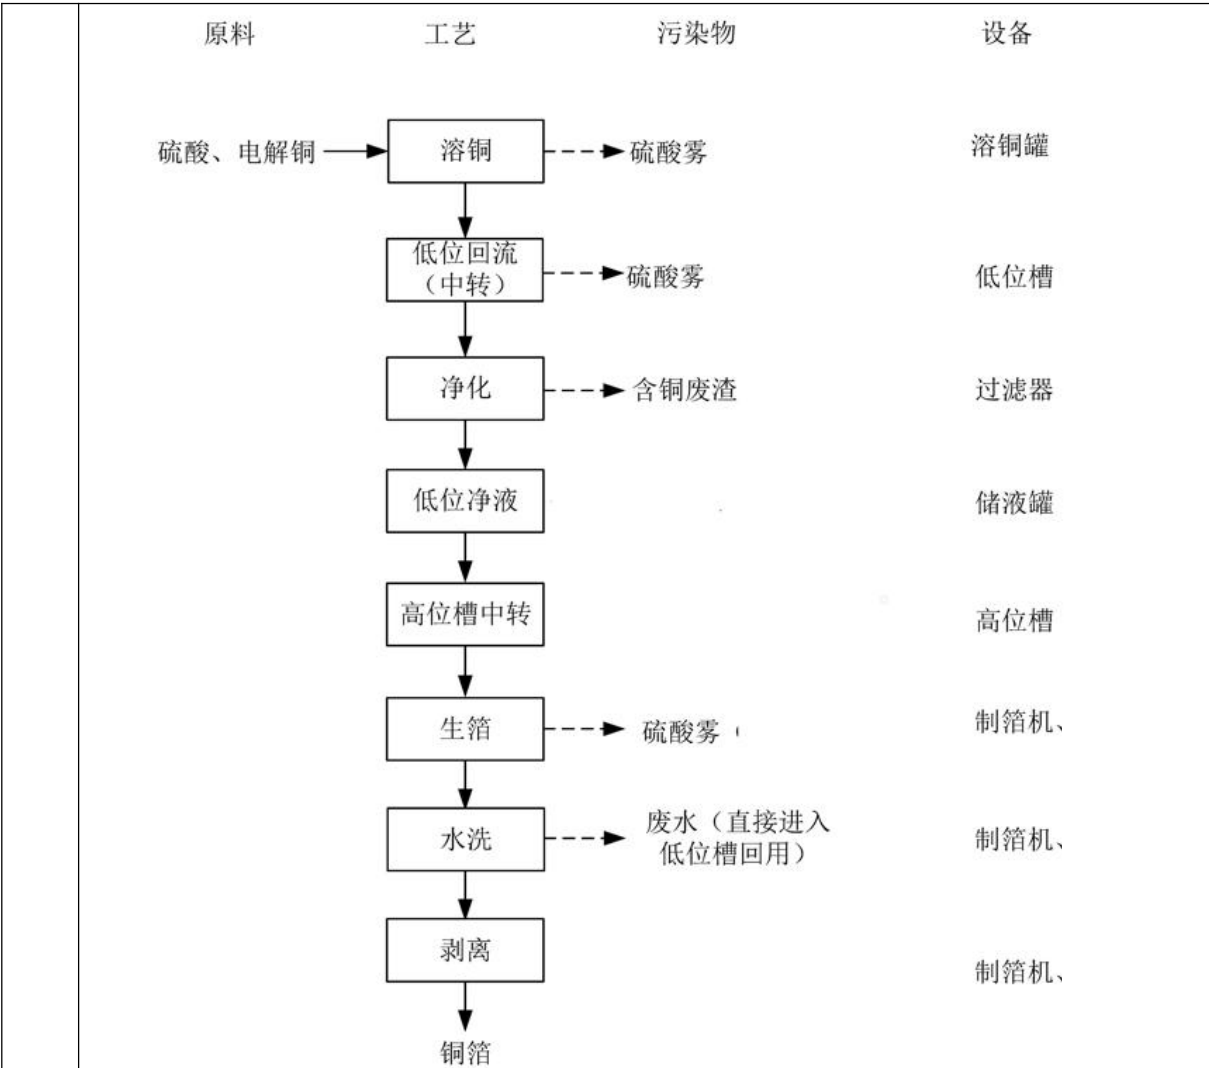 原料 工艺 污染物 设备
硫酸、电解铜 溶铜 硫酸雾 溶铜罐
低位回流
（中转） 硫酸雾 低位槽
净化 含铜废渣 过滤器
低位净液 储液罐
高位槽中转 高位槽
生箔 硫酸雾（ 制箔机、
水洗 废水（直接进入
低位槽回用） 制箔机、
剥离 制箔机、
铜箔